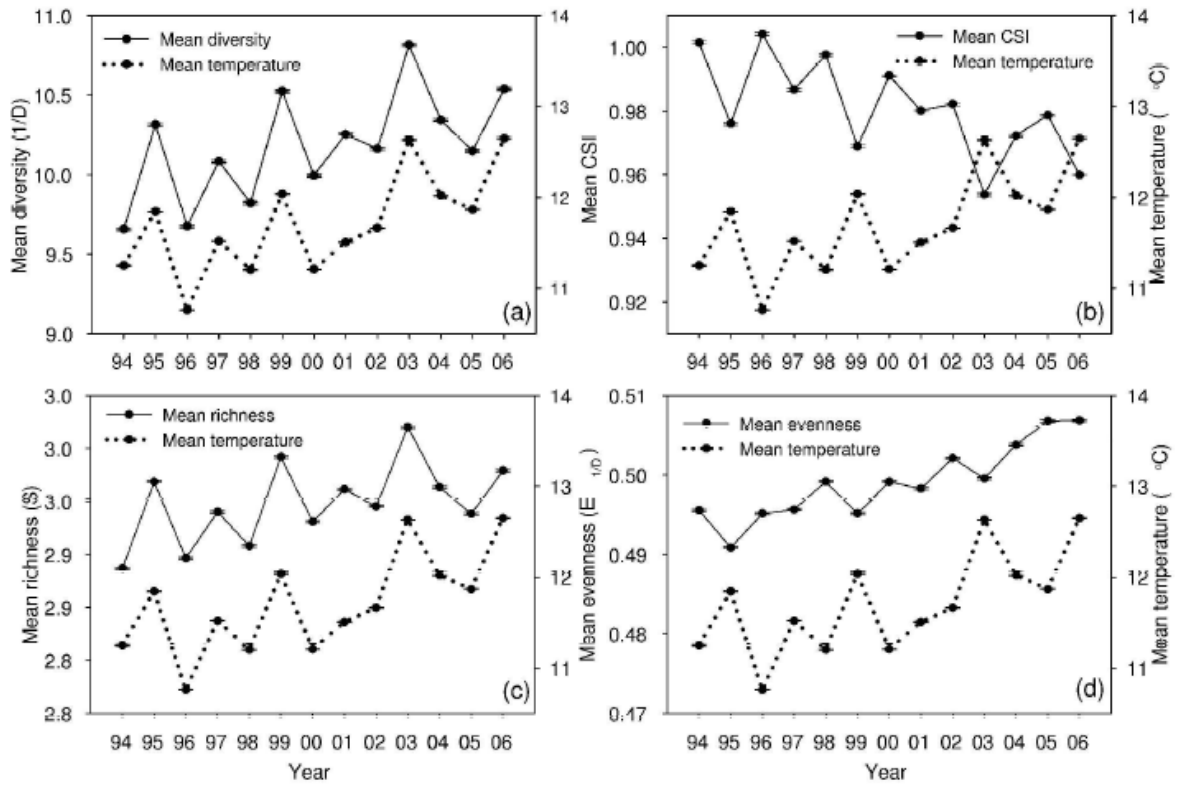 11.0
10.5
10.0
9.5
9.0
Mean diversity (1/D)
Mean diversity
Mean temperature
14
13
12
11
(a)
94 95 96 97 98 99 00 01 02 03 04 05 06
1.00
0.98
0.96
0.94
0.92
Mean CSI
Mean CSI
Mean temperature
14
13
12
11
Mean temperature ( °C)
(b)
94 95 96 97 98 99 00 01 02 03 04 05 06
3.0
3.0
3.0
2.9
2.9
2.8
2.8
Mean richness (S)
Mean richness
Mean temperature
14
13
12
11
(c)
94 95 96 97 98 99 00 01 02 03 04 05 06
Year
0.51
0.50
0.49
0.48
0.47
Mean evenness (E 1/D)
Mean evenness
Mean temperature
14
13
12
11
Mean temperature ( °C)
(d)
94 95 96 97 98 99 00 01 02 03 04 05 06
Year